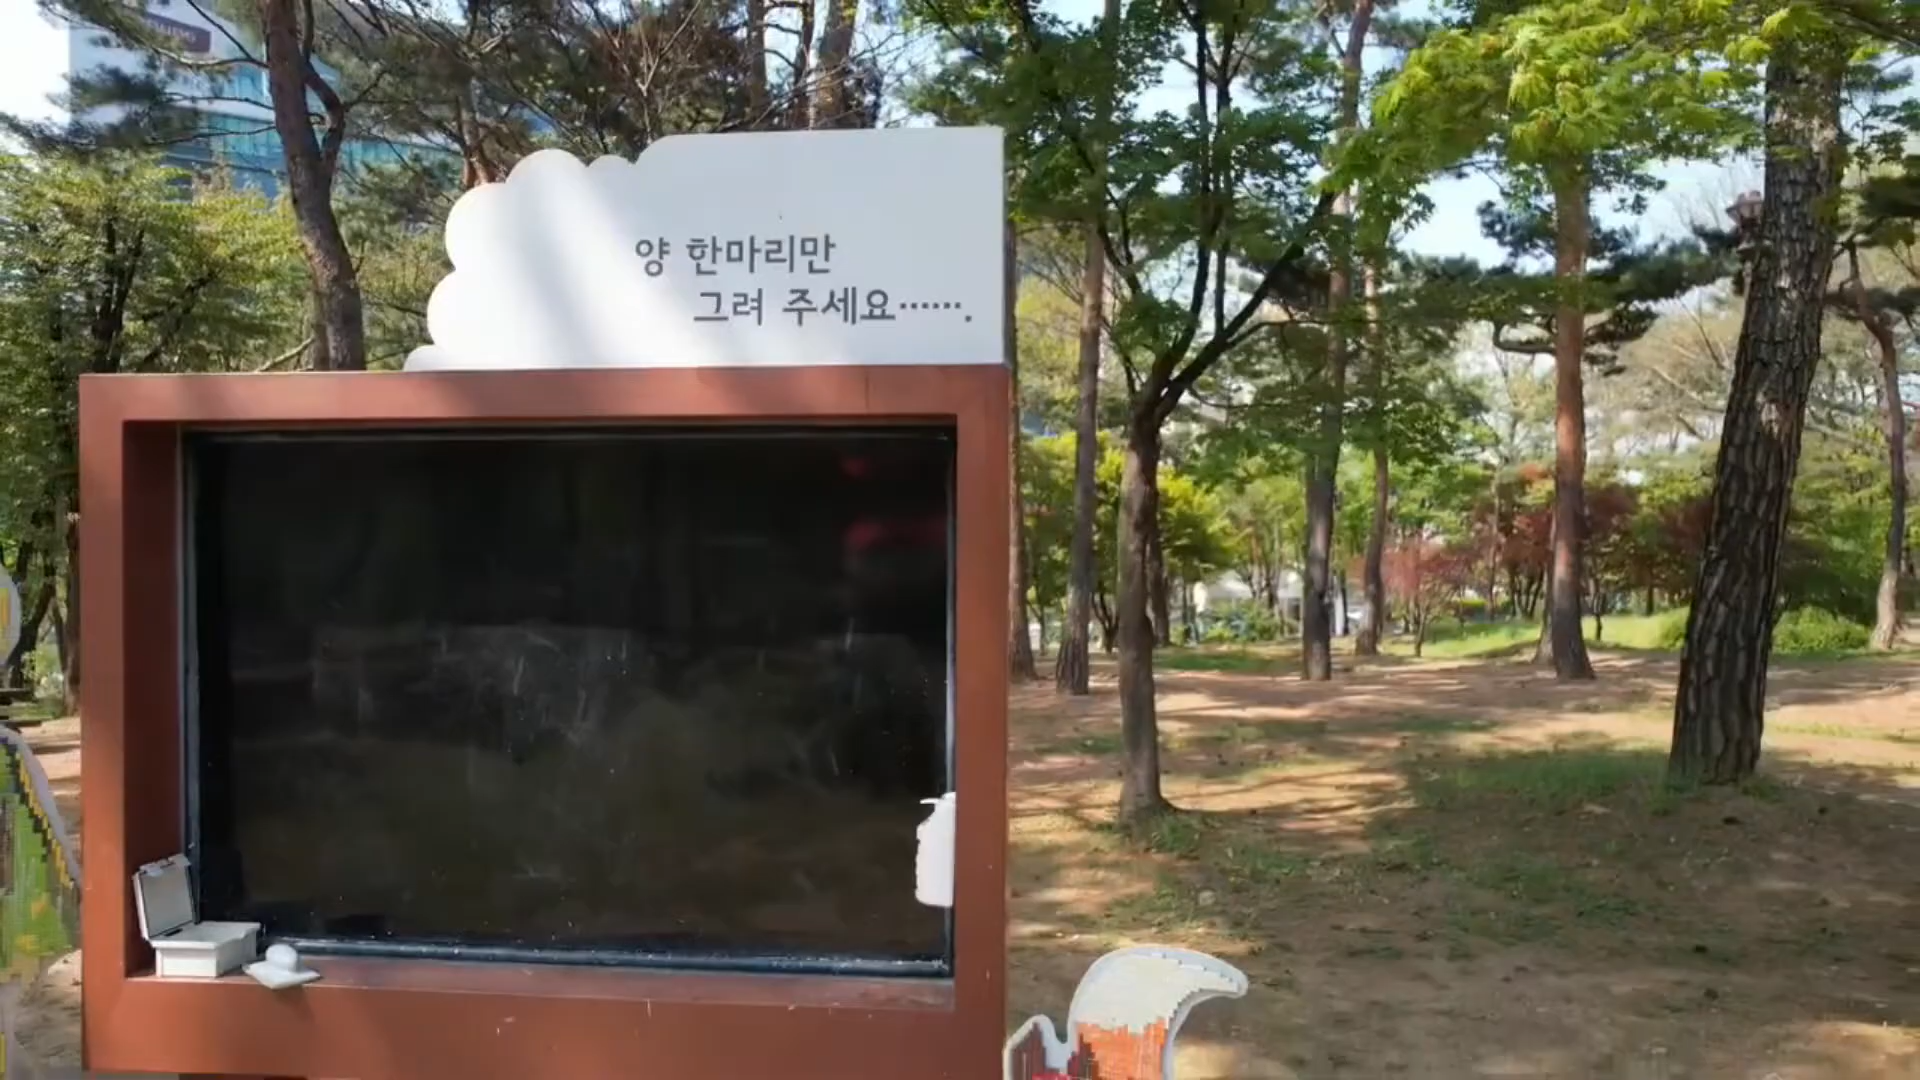 양 한마리만
그려 주세요…….